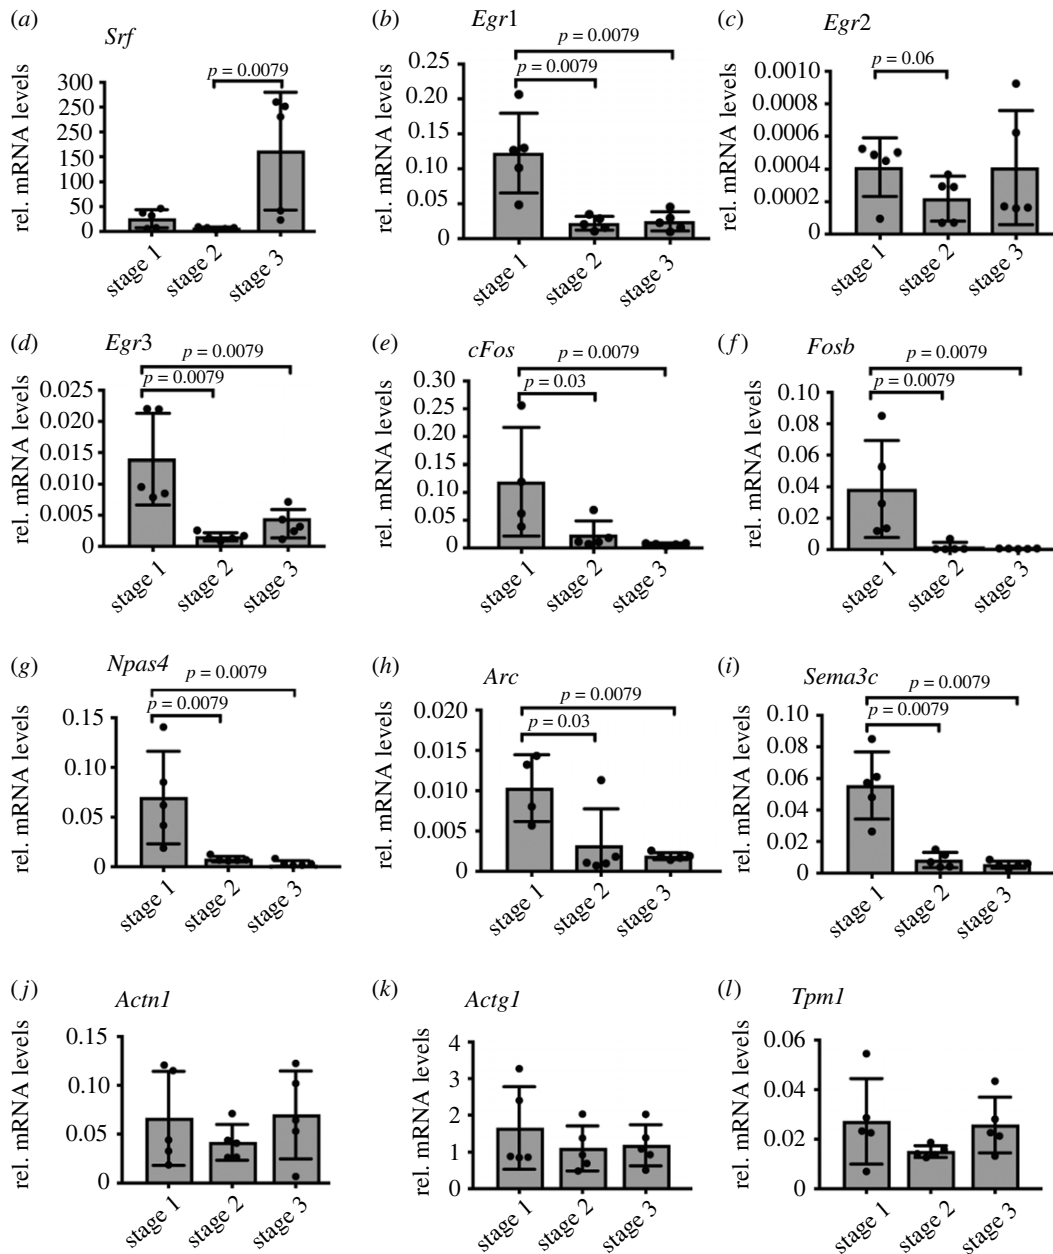 (a) Srf
p = 0.0079
rel. mRNA levels
300
250
200
150
100
50
0
stage 1 stage 2 stage 3
(b) Egr1
p = 0.0079
p = 0.0079
rel. mRNA levels
0.25
0.20
0.15
0.10
0.05
0
stage 1 stage 2 stage 3
(c) Egr2
p = 0.06
rel. mRNA levels
0.0010
0.0008
0.0006
0.0004
0.0002
0
stage 1 stage 2 stage 3
(d) Egr3
p = 0.0079
p = 0.0079
rel. mRNA levels
0.025
0.020
0.015
0.010
0.005
0
stage 1 stage 2 stage 3
(e) cFos
p = 0.0079
p = 0.03
rel. mRNA levels
0.30
0.25
0.20
0.15
0.10
0.05
0
stage 1 stage 2 stage 3
(f) Fosb
p = 0.0079
p = 0.0079
rel. mRNA levels
0.10
0.08
0.06
0.04
0.02
0
stage 1 stage 2 stage 3
(g) Npas4
p = 0.0079
p = 0.0079
rel. mRNA levels
0.15
0.10
0.05
0
stage 1 stage 2 stage 3
(h) Arc
p = 0.0079
p = 0.03
rel. mRNA levels
0.020
0.015
0.010
0.005
0
stage 1 stage 2 stage 3
(i) Sema3c
p = 0.0079
p = 0.0079
rel. mRNA levels
0.10
0.08
0.06
0.04
0.02
0
stage 1 stage 2 stage 3
(j) Actn1
rel. mRNA levels
0.15
0.10
0.05
0
stage 1 stage 2 stage 3
(k) Actg1
rel. mRNA levels
4
3
2
1
0
stage 1 stage 2 stage 3
(l) Tpm1
rel. mRNA levels
0.06
0.04
0.02
0
stage 1 stage 2 stage 3